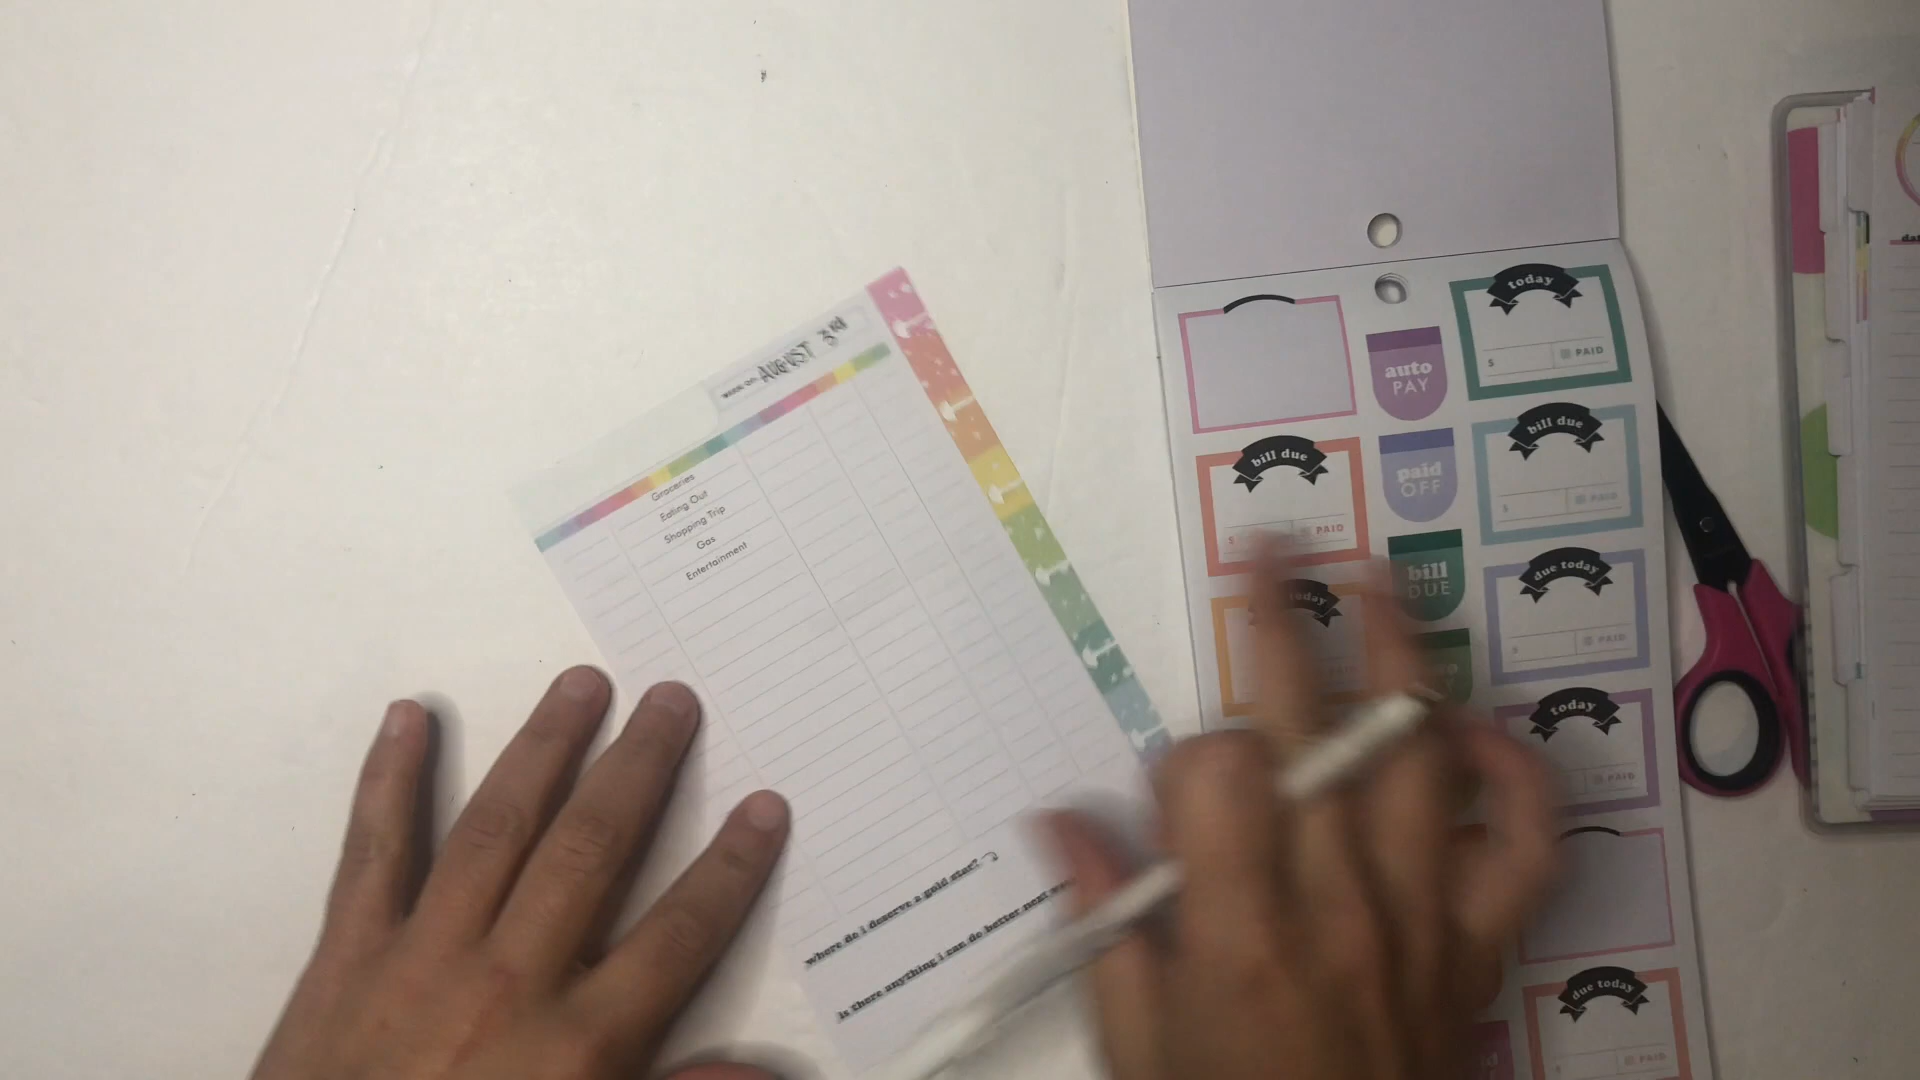 WEEK OF: AUGUST 3RD
Groceries
Eating Out
Shopping Trip
Gas
Entertainment
where do i deserve a gold star?
is there anything i can do better next
today
$ PAID
auto
PAY
bill due
$ PAID
bill due
$ PAID
paid
OFF
due today
$ PAID
bill
DUE
today
today
PAID
due today
$ PAID